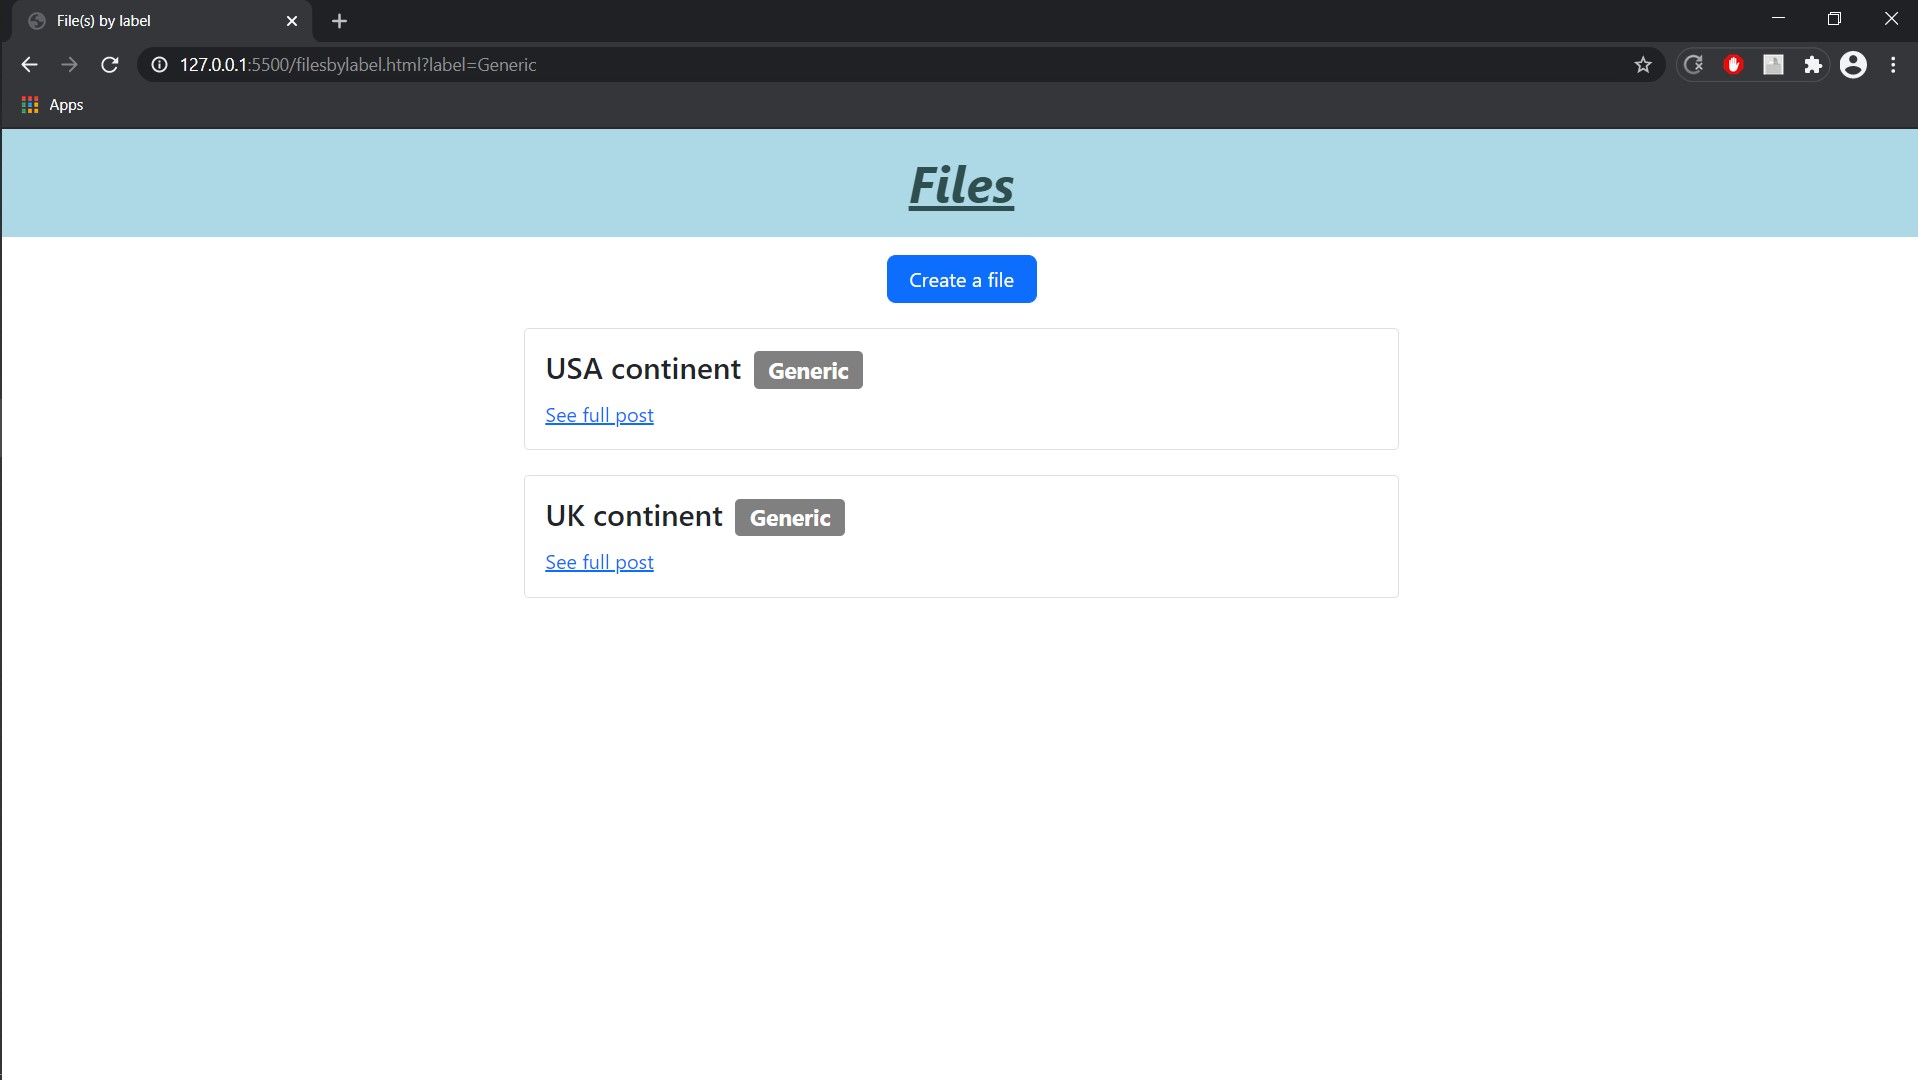 File(s) by label
127.0.0.1:5500/filesbylabel.html?label=Generic
Apps
Files
Create a file
USA continent Generic
See full post
UK continent Generic
See full post